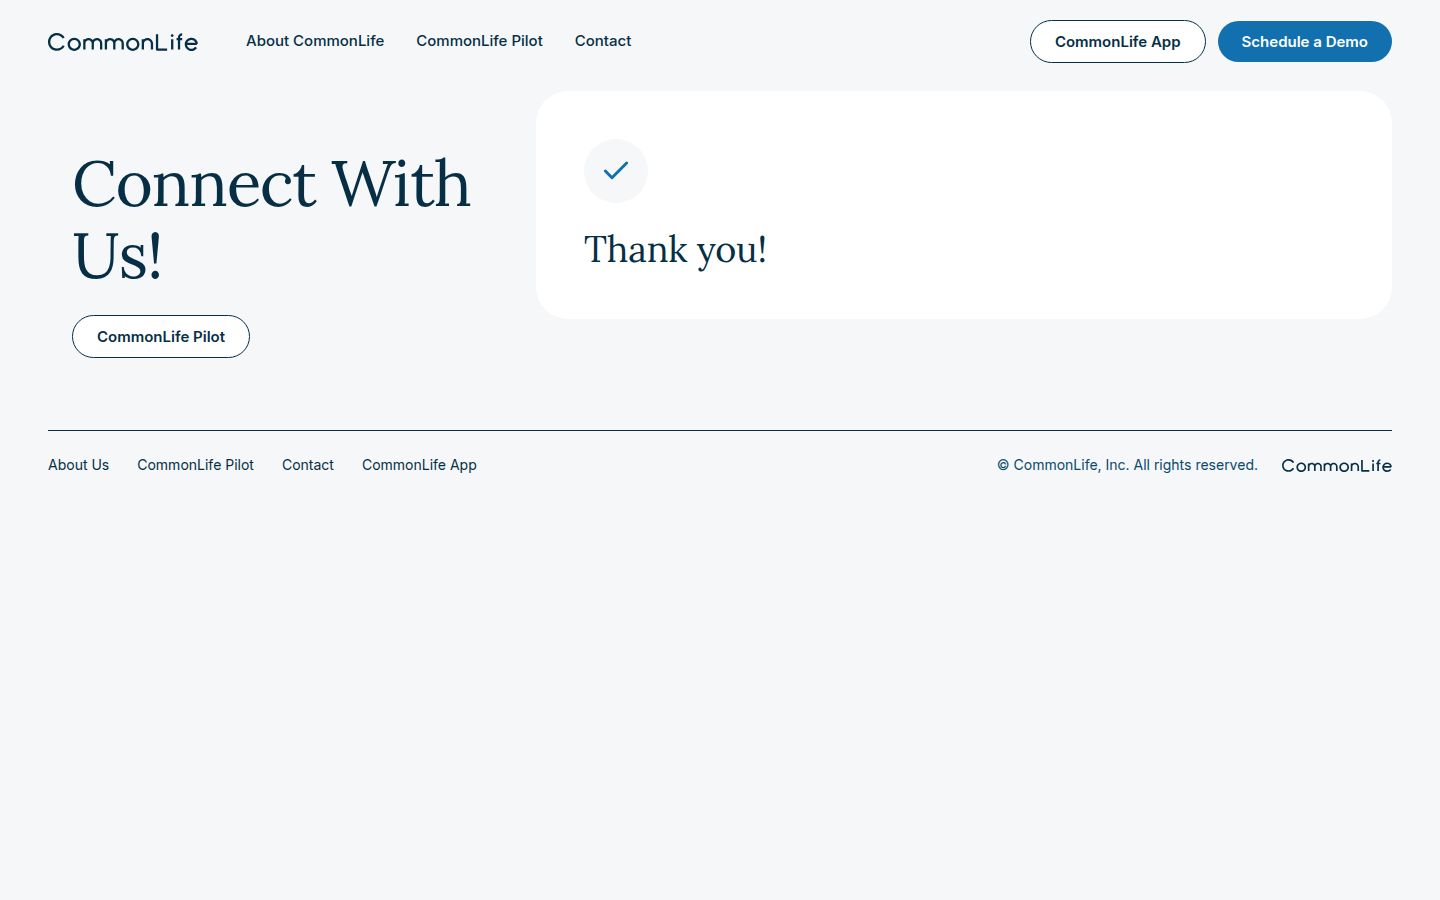 CommonLife
About CommonLife
CommonLife Pilot
Contact
CommonLife App
Schedule a Demo
Connect With
Us!
CommonLife Pilot
Thank you!
About Us
CommonLife Pilot
Contact
CommonLife App
© CommonLife, Inc. All rights reserved.
CommonLife